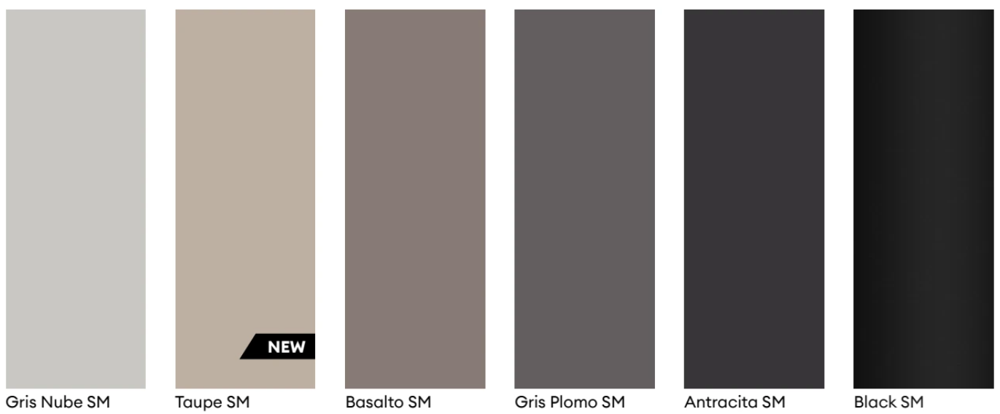 NEW
Gris Nube SM
Taupe SM
Basalto SM
Gris Plomo SM
Antracita SM
Black SM